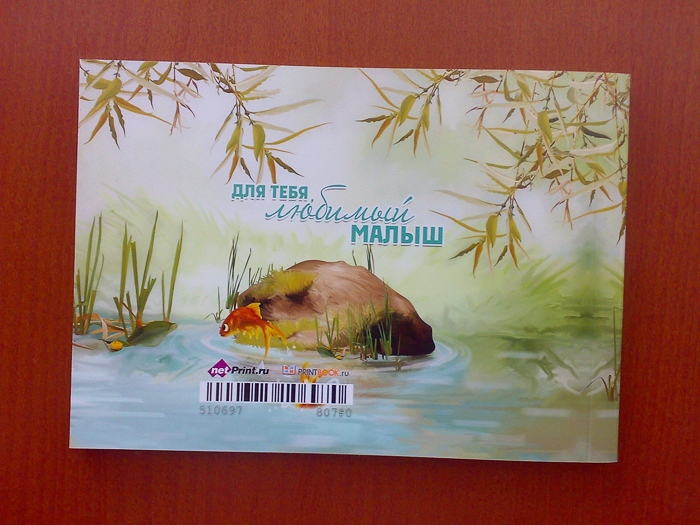 ДЛЯ ТЕБЯ,
любимый
МАЛЫШ
netPrint.ru PRINTBOOK.ru
510697 807#0